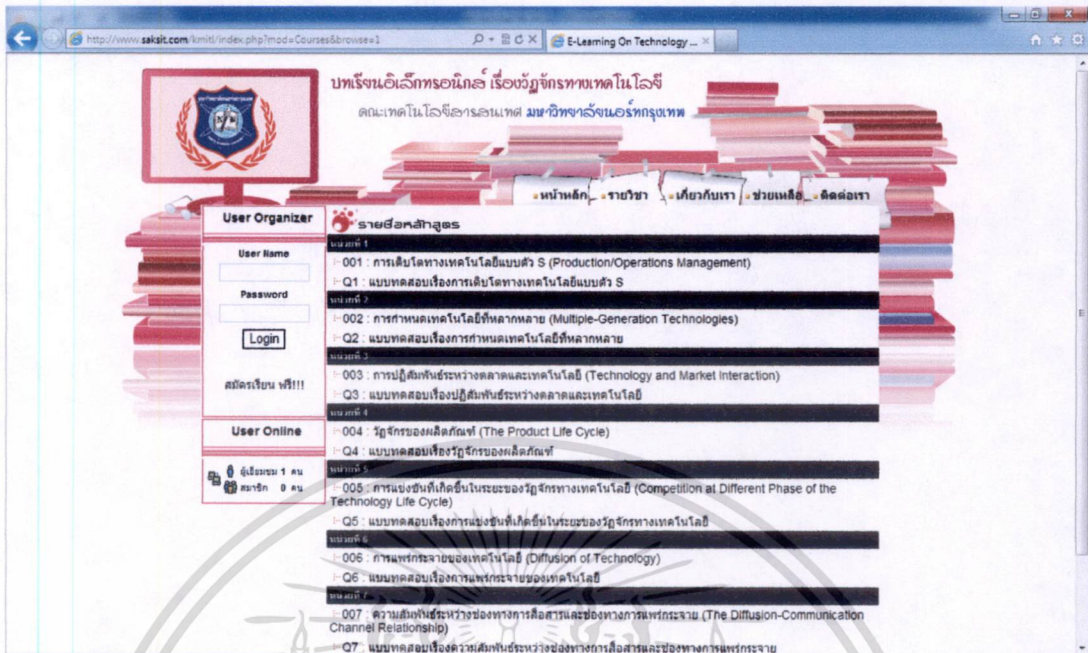 http://www.saksit.com/kmitl/index.php?mod=Courses&browse=1
E-Learning On Technology ...
บทเรียนอิเล็กทรอนิกส์ เรื่องวัฏจักรทางเทคโนโลยี
คณะเทคโนโลยีสารสนเทศ มหาวิทยาลัยนอร์ทกรุงเทพ
หน้าหลัก รายวิชา เกี่ยวกับเรา ช่วยเหลือ ติดต่อเรา
User Organizer
User Name
Password
Login
สมัครเรียน ฟรี!!!
User Online
ผู้เยี่ยมชม 1 คน
สมาชิก 0 คน
รายชื่อหลักสูตร
หน่วยที่ 1
001 : การเติบโตทางเทคโนโลยีแบบตัว S (Production/Operations Management)
Q1 : แบบทดสอบเรื่องการเติบโตทางเทคโนโลยีแบบตัว S
หน่วยที่ 2
002 : การกำหนดเทคโนโลยีที่หลากหลาย (Multiple-Generation Technologies)
Q2 : แบบทดสอบเรื่องการกำหนดเทคโนโลยีที่หลากหลาย
หน่วยที่ 3
003 : การปฏิสัมพันธ์ระหว่างตลาดและเทคโนโลยี (Technology and Market Interaction)
Q3 : แบบทดสอบเรื่องปฏิสัมพันธ์ระหว่างตลาดและเทคโนโลยี
หน่วยที่ 4
004 : วัฏจักรของผลิตภัณฑ์ (The Product Life Cycle)
Q4 : แบบทดสอบเรื่องวัฏจักรของผลิตภัณฑ์
หน่วยที่ 5
005 : การแข่งขันที่เกิดขึ้นในระยะของวัฏจักรทางเทคโนโลยี (Competition at Different Phase of the
Technology Life Cycle)
Q5 : แบบทดสอบเรื่องการแข่งขันที่เกิดขึ้นในระยะของวัฏจักรทางเทคโนโลยี
หน่วยที่ 6
006 : การแพร่กระจายของเทคโนโลยี (Diffusion of Technology)
Q6 : แบบทดสอบเรื่องการแพร่กระจายของเทคโนโลยี
หน่วยที่ 7
007 : ความสัมพันธ์ระหว่างช่องทางการสื่อสารและช่องทางการแพร่กระจาย (The Diffusion-Communication
Channel Relationship)
Q7 : แบบทดสอบเรื่องความสัมพันธ์ระหว่างช่องทางการสื่อสารและช่องทางการแพร่กระจาย